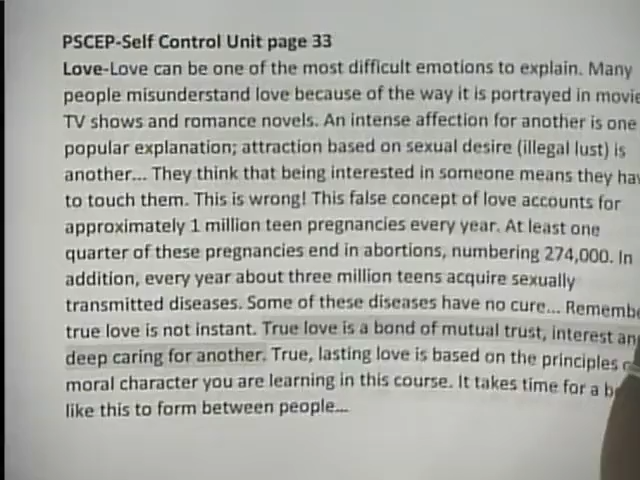 PSCEP-Self Control Unit page 33
Love-Love can be one of the most difficult emotions to explain. Many
people misunderstand love because of the way it is portrayed in movie
TV shows and romance novels. An intense affection for another is one
popular explanation; attraction based on sexual desire (illegal lust) is
another... They think that being interested in someone means they hav
to touch them. This is wrong! This false concept of love accounts for
approximately 1 million teen pregnancies every year. At least one
quarter of these pregnancies end in abortions, numbering 274,000. In
addition, every year about three million teens acquire sexually
transmitted diseases. Some of these diseases have no cure... Remembe
true love is not instant. True love is a bond of mutual trust, interest an
deep caring for another. True, lasting love is based on the principles
moral character you are learning in this course. It takes time for a b
like this to form between people...